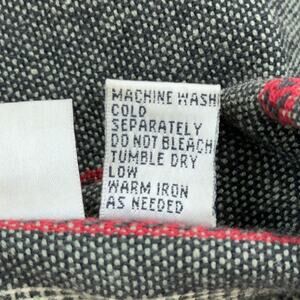 MACHINE WASH
COLD
SEPARATELY
DO NOT BLEACH
TUMBLE DRY
LOW
WARM IRON
AS NEEDED